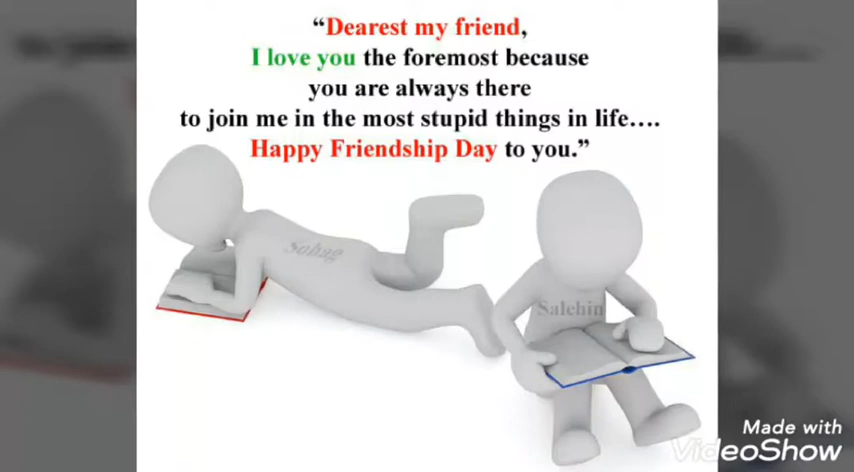 “Dearest my friend,
I love you the foremost because
you are always there
to join me in the most stupid things in life….
Happy Friendship Day to you.”
Sohag
Salehin
Made with
VideoShow